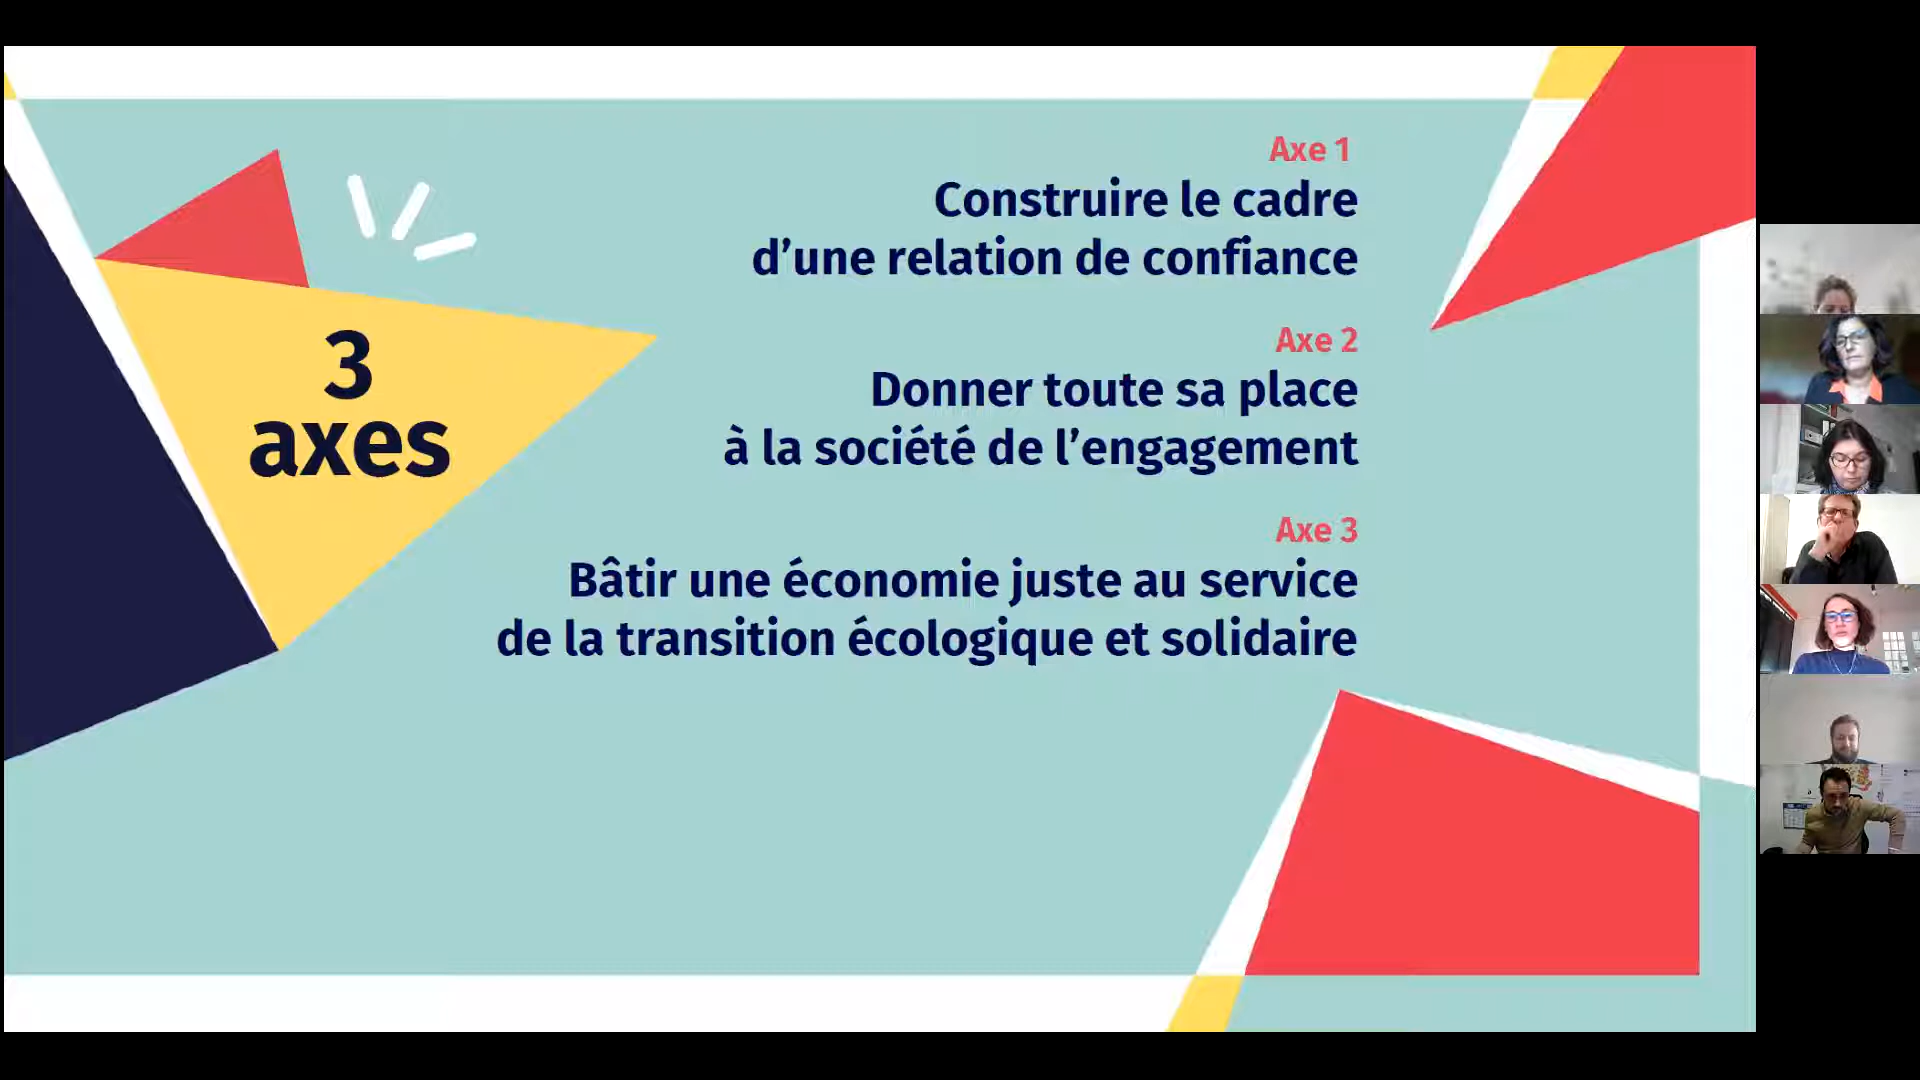 3
axes
Axe 1
Construire le cadre
d’une relation de confiance
Axe 2
Donner toute sa place
à la société de l’engagement
Axe 3
Bâtir une économie juste au service
de la transition écologique et solidaire